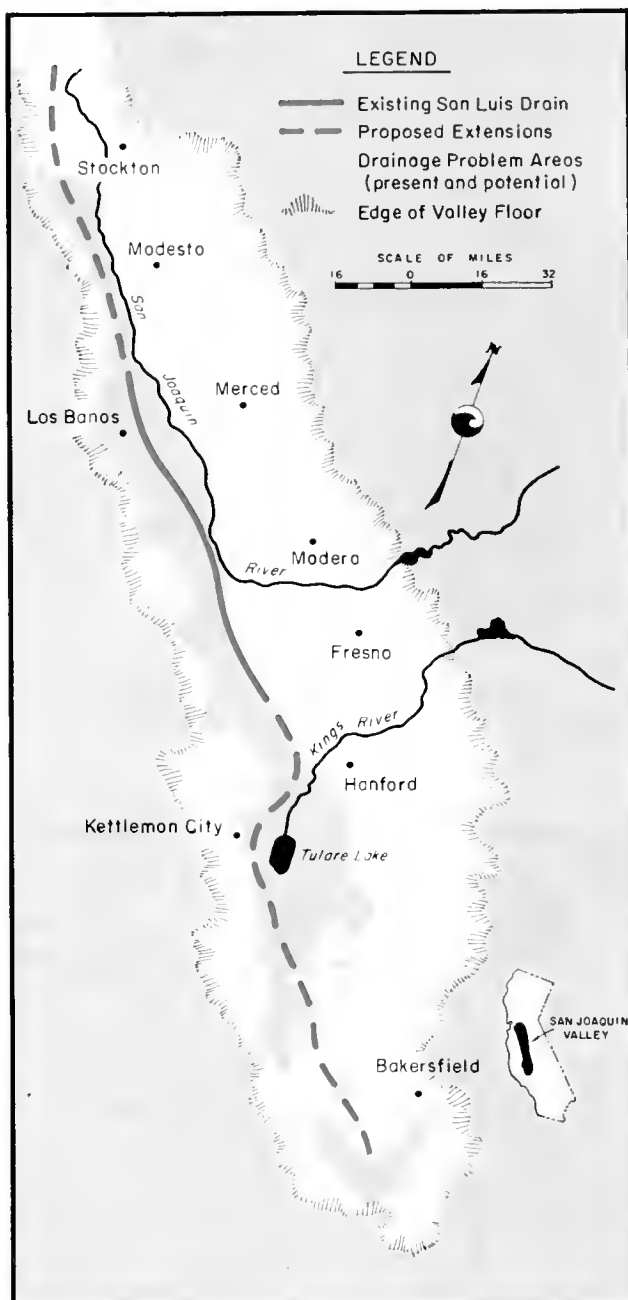 LEGEND
Existing San Luis Drain
Proposed Extensions
Drainage Problem Areas
(present and potential)
Edge of Valley Floor
SCALE OF MILES
16 0 16 32
N
Stockton
Modesto
San
Joaquin
Merced
Los Banos
Madera
River
Fresno
Kings River
Hanford
Kettlemon City
Tulare Lake
SAN JOAQUIN
VALLEY
Bakersfield